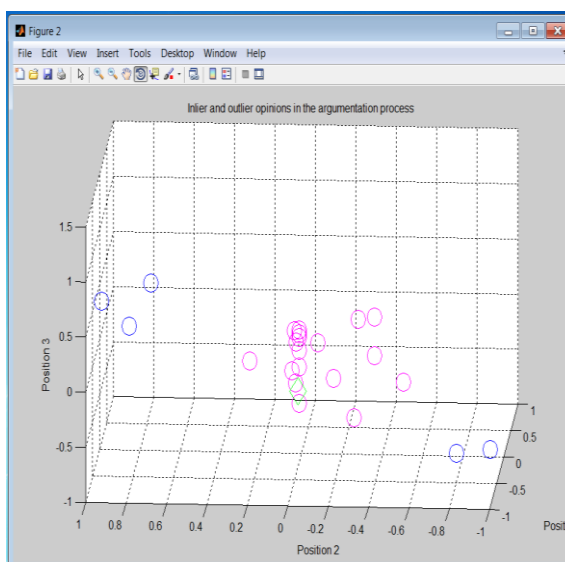 Figure 2
File Edit View Insert Tools Desktop Window Help
Inlier and outlier opinions in the argumentation process
1.5
1
0.5
0
-0.5
-1
Position 3
1
0.5
0
-0.5
-1
1 0.8 0.6 0.4 0.2 0 -0.2 -0.4 -0.6 -0.8 -1
Position 2